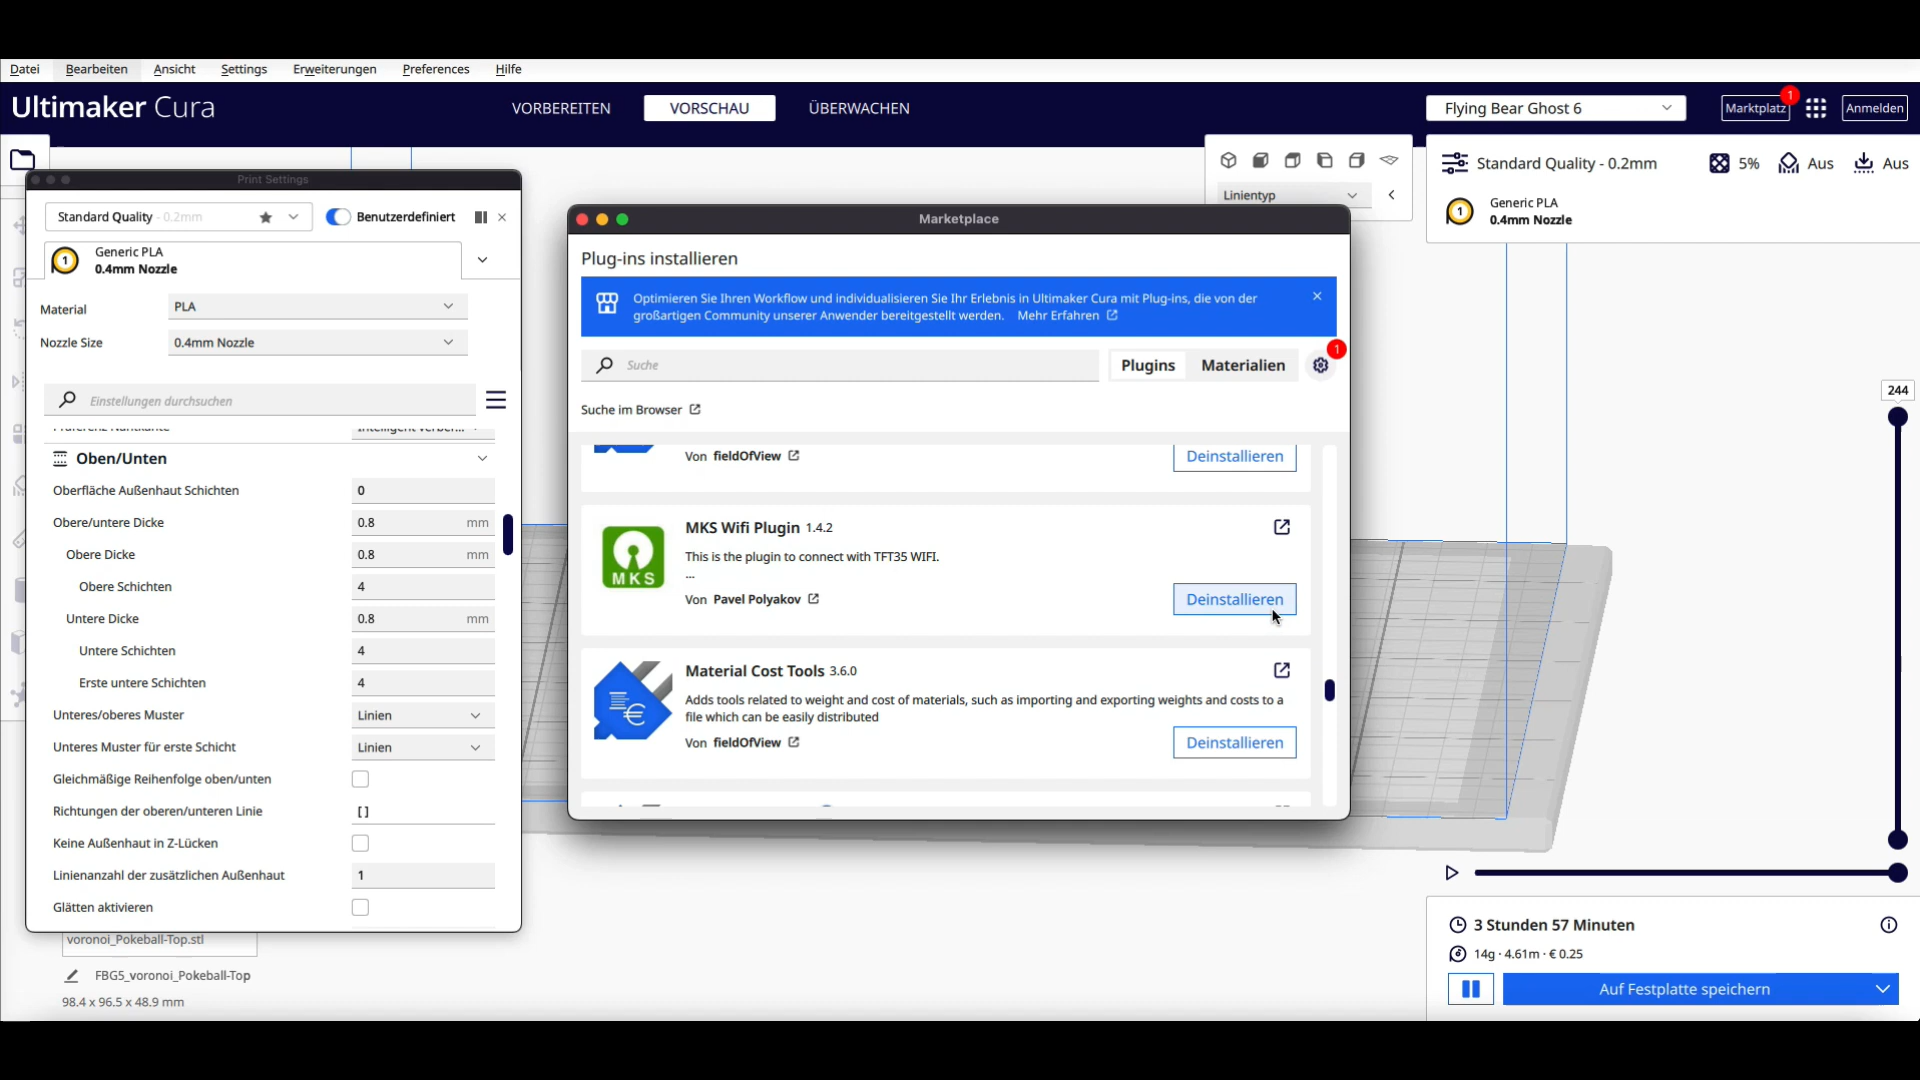 Datei Bearbeiten Ansicht Settings Erweiterungen Preferences Hilfe
Ultimaker Cura
VORBEREITEN VORSCHAU ÜBERWACHEN
Flying Bear Ghost 6
Marktplatz 1
Anmelden
Print Settings
Standard Quality - 0.2mm
Benutzerdefiniert
1 Generic PLA
0.4mm Nozzle
Material PLA
Nozzle Size 0.4mm Nozzle
Einstellungen durchsuchen
Oben/Unten
Oberfläche Außenhaut Schichten 0
Obere/untere Dicke 0.8 mm
Obere Dicke 0.8 mm
Obere Schichten 4
Untere Dicke 0.8 mm
Untere Schichten 4
Erste untere Schichten 4
Unteres/oberes Muster Linien
Unteres Muster für erste Schicht Linien
Gleichmäßige Reihenfolge oben/unten
Richtungen der oberen/unteren Linie []
Keine Außenhaut in Z-Lücken
Linienanzahl der zusätzlichen Außenhaut 1
Glätten aktivieren
voronoi_Pokeball-Top.stl
FBG5_voronoi_Pokeball-Top
98.4 x 96.5 x 48.9 mm
Linientyp
Marketplace
Plug-ins installieren
Optimieren Sie Ihren Workflow und individualisieren Sie Ihr Erlebnis in Ultimaker Cura mit Plug-ins, die von der
großartigen Community unserer Anwender bereitgestellt werden. Mehr Erfahren
Suche
Plugins Materialien 1
Suche im Browser
Von fieldOfView
Deinstallieren
MKS
MKS Wifi Plugin 1.4.2
This is the plugin to connect with TFT35 WIFI.
...
Von Pavel Polyakov
Deinstallieren
€
Material Cost Tools 3.6.0
Adds tools related to weight and cost of materials, such as importing and exporting weights and costs to a
file which can be easily distributed
Von fieldOfView
Deinstallieren
Standard Quality - 0.2mm 5% Aus Aus
1 Generic PLA
0.4mm Nozzle
244
3 Stunden 57 Minuten
14g · 4.61m · € 0.25
Auf Festplatte speichern